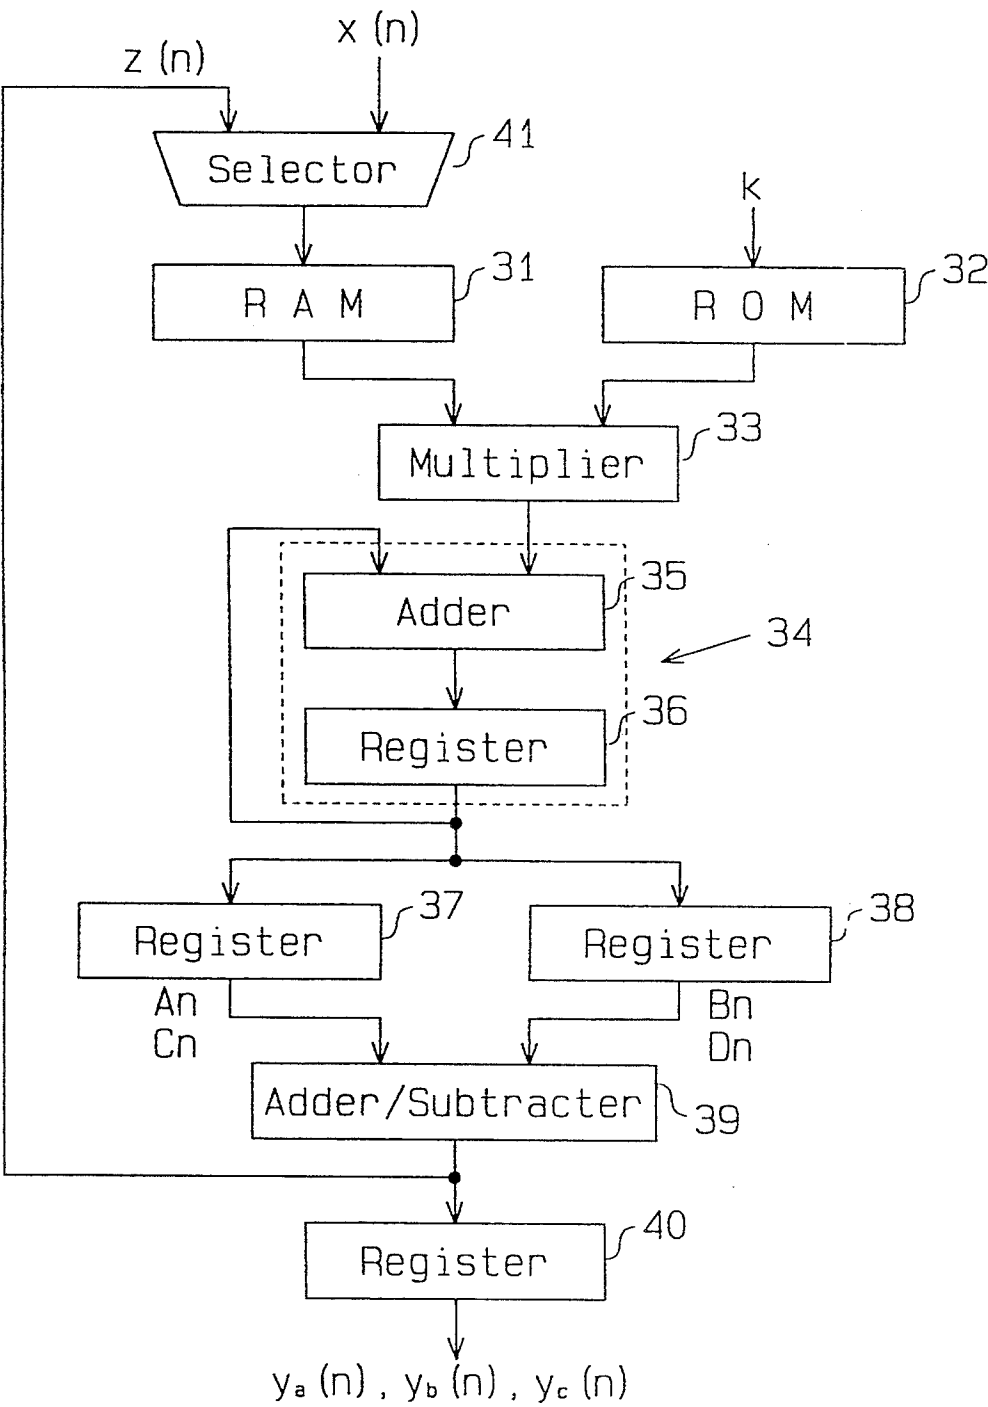 x (n)
z (n)
41
Selector
k
31
32
R A M
R O M
33
Multiplier
35
Adder
34
36
Register
37
38
Register
Register
An
Bn
Cn
Dn
Adder/Subtracter
39
40
Register
ya (n) , yb (n) , yc (n)